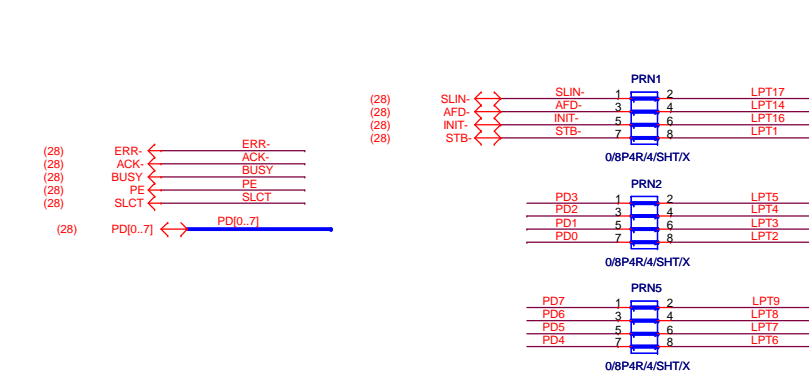 PRN1
(28) SLIN- SLIN- 1 2 LPT17
(28) AFD- AFD- 3 4 LPT14
(28) INIT- INIT- 5 6 LPT16
(28) STB- STB- 7 8 LPT1
0/8P4R/4/SHT/X
(28) ERR- ERR-
(28) ACK- ACK-
(28) BUSY BUSY
(28) PE PE
(28) SLCT SLCT
(28) PD[0..7] PD[0..7]
PRN2
PD3 1 2 LPT5
PD2 3 4 LPT4
PD1 5 6 LPT3
PD0 7 8 LPT2
0/8P4R/4/SHT/X
PRN5
PD7 1 2 LPT9
PD6 3 4 LPT8
PD5 5 6 LPT7
PD4 7 8 LPT6
0/8P4R/4/SHT/X